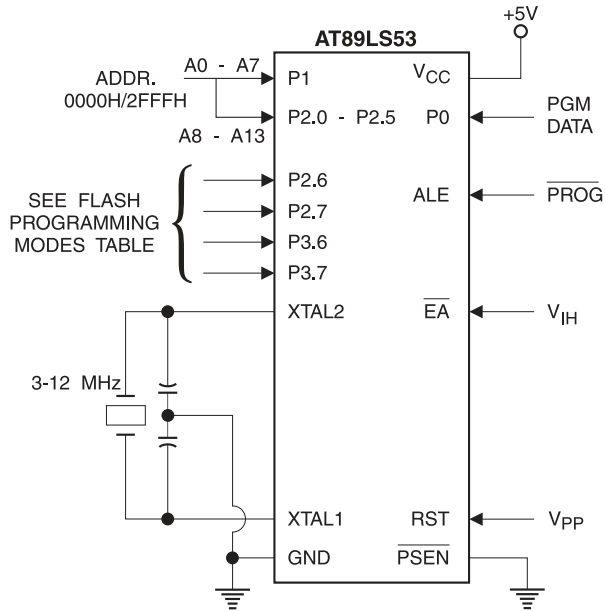 +5V
AT89LS53
A0 - A7
ADDR.
0000H/2FFFH
P1
VCC
A8 - A13
P2.0 - P2.5
P0
PGM
DATA
P2.6
P2.7
P3.6
P3.7
SEE FLASH
PROGRAMMING
MODES TABLE
ALE
PROG
XTAL2
EA
VIH
3-12 MHz
XTAL1
RST
VPP
GND
PSEN